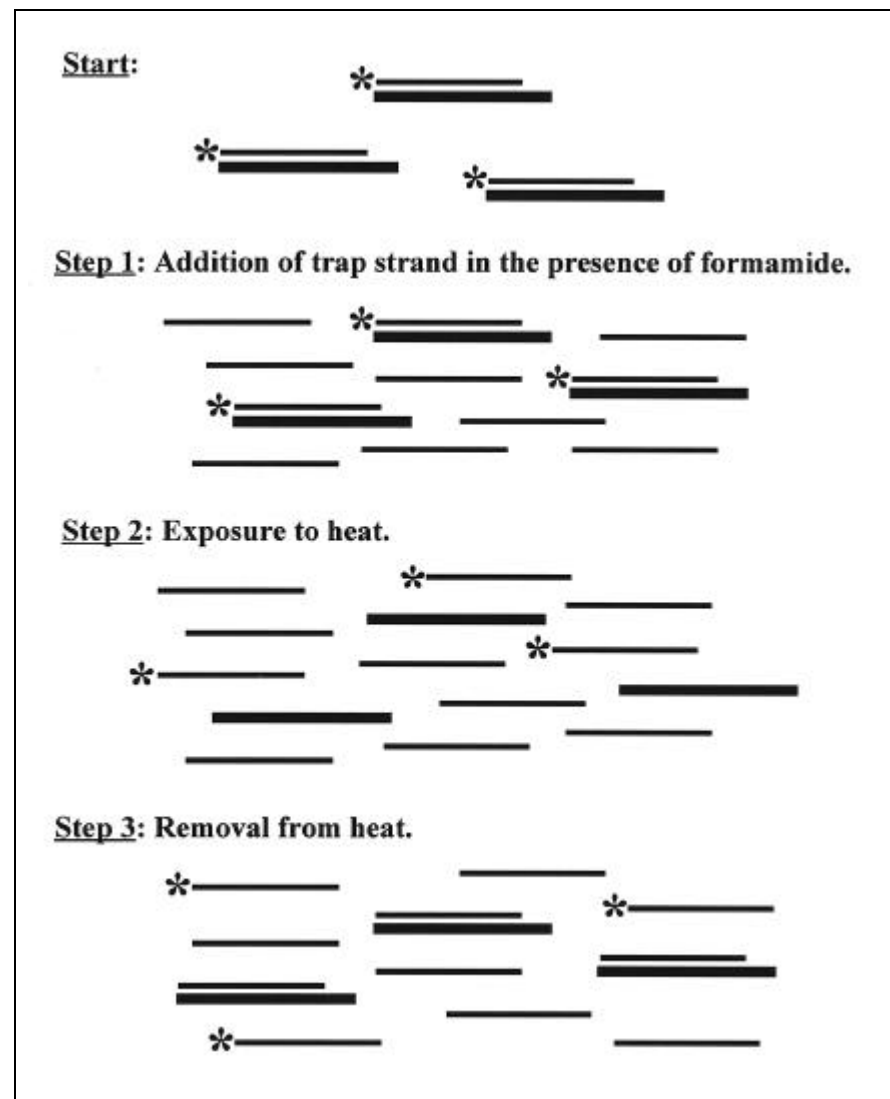 Start:
Step 1: Addition of trap strand in the presence of formamide.
Step 2: Exposure to heat.
Step 3: Removal from heat.